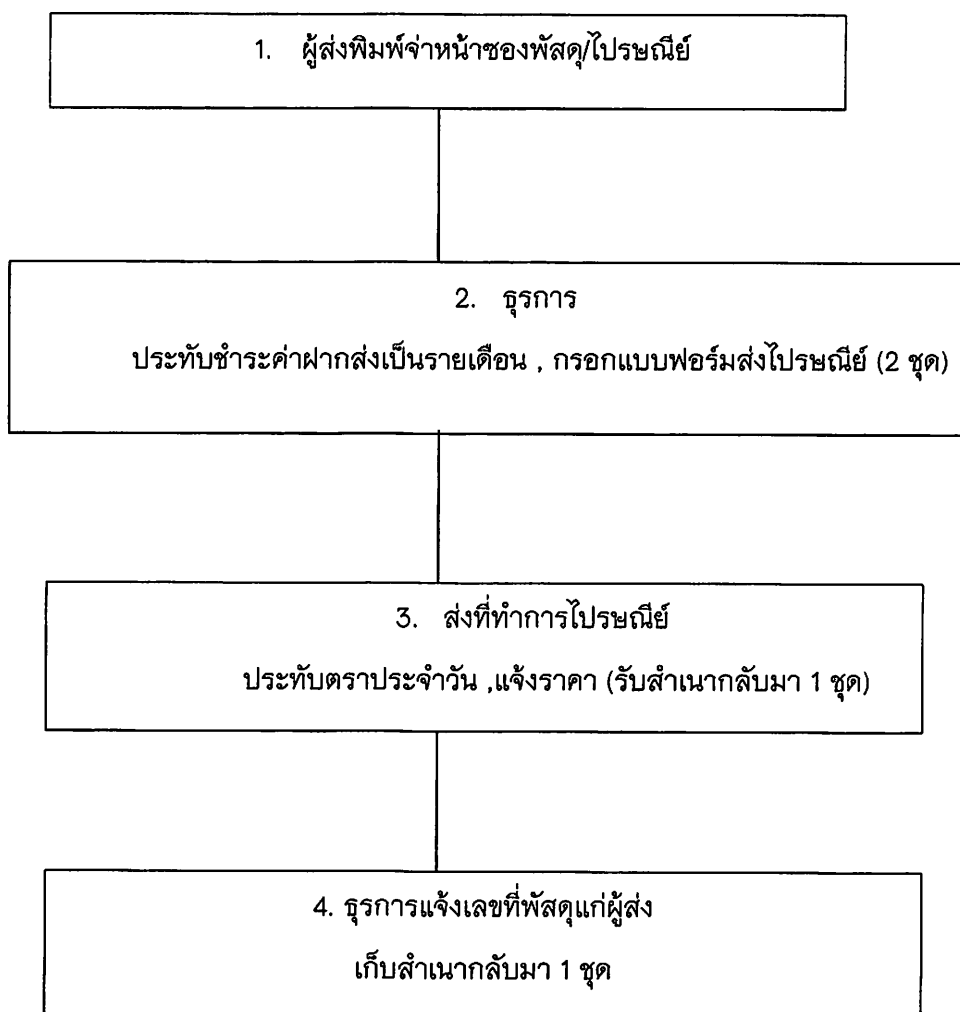 1. ผู้ส่งพิมพ์จ่าหน้าซองพัสดุ/ไปรษณีย์
2. ธุรการ
ประทับชำระค่าฝากส่งเป็นรายเดือน , กรอกแบบฟอร์มส่งไปรษณีย์ (2 ชุด)
3. ส่งที่ทำการไปรษณีย์
ประทับตราประจำวัน ,แจ้งราคา (รับสำเนากลับมา 1 ชุด)
4. ธุรการแจ้งเลขที่พัสดุแก่ผู้ส่ง
เก็บสำเนากลับมา 1 ชุด